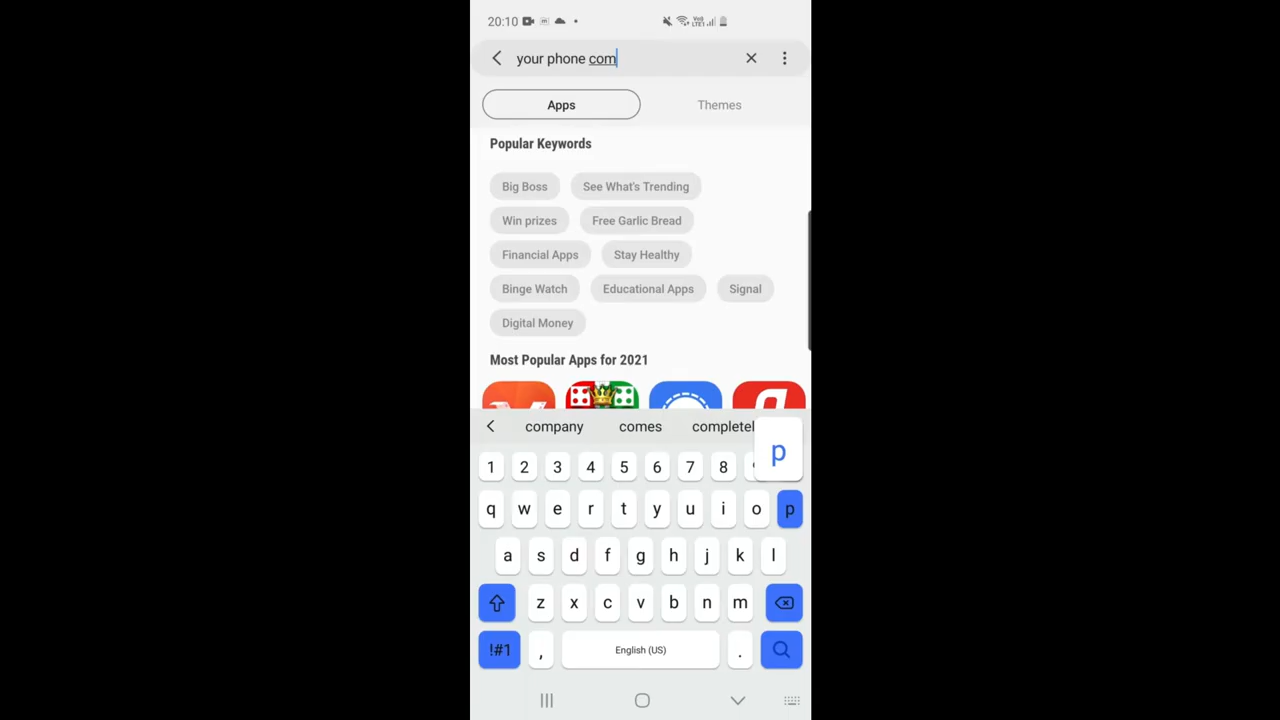 20:10
your phone com
Apps Themes
Popular Keywords
Big Boss See What's Trending
Win prizes Free Garlic Bread
Financial Apps Stay Healthy
Binge Watch Educational Apps Signal
Digital Money
Most Popular Apps for 2021
company comes
p
1 2 3 4 5 6 7 8
q w e r t y u i o p
a s d f g h j k l
z x c v b n m
!#1 , English (US) .